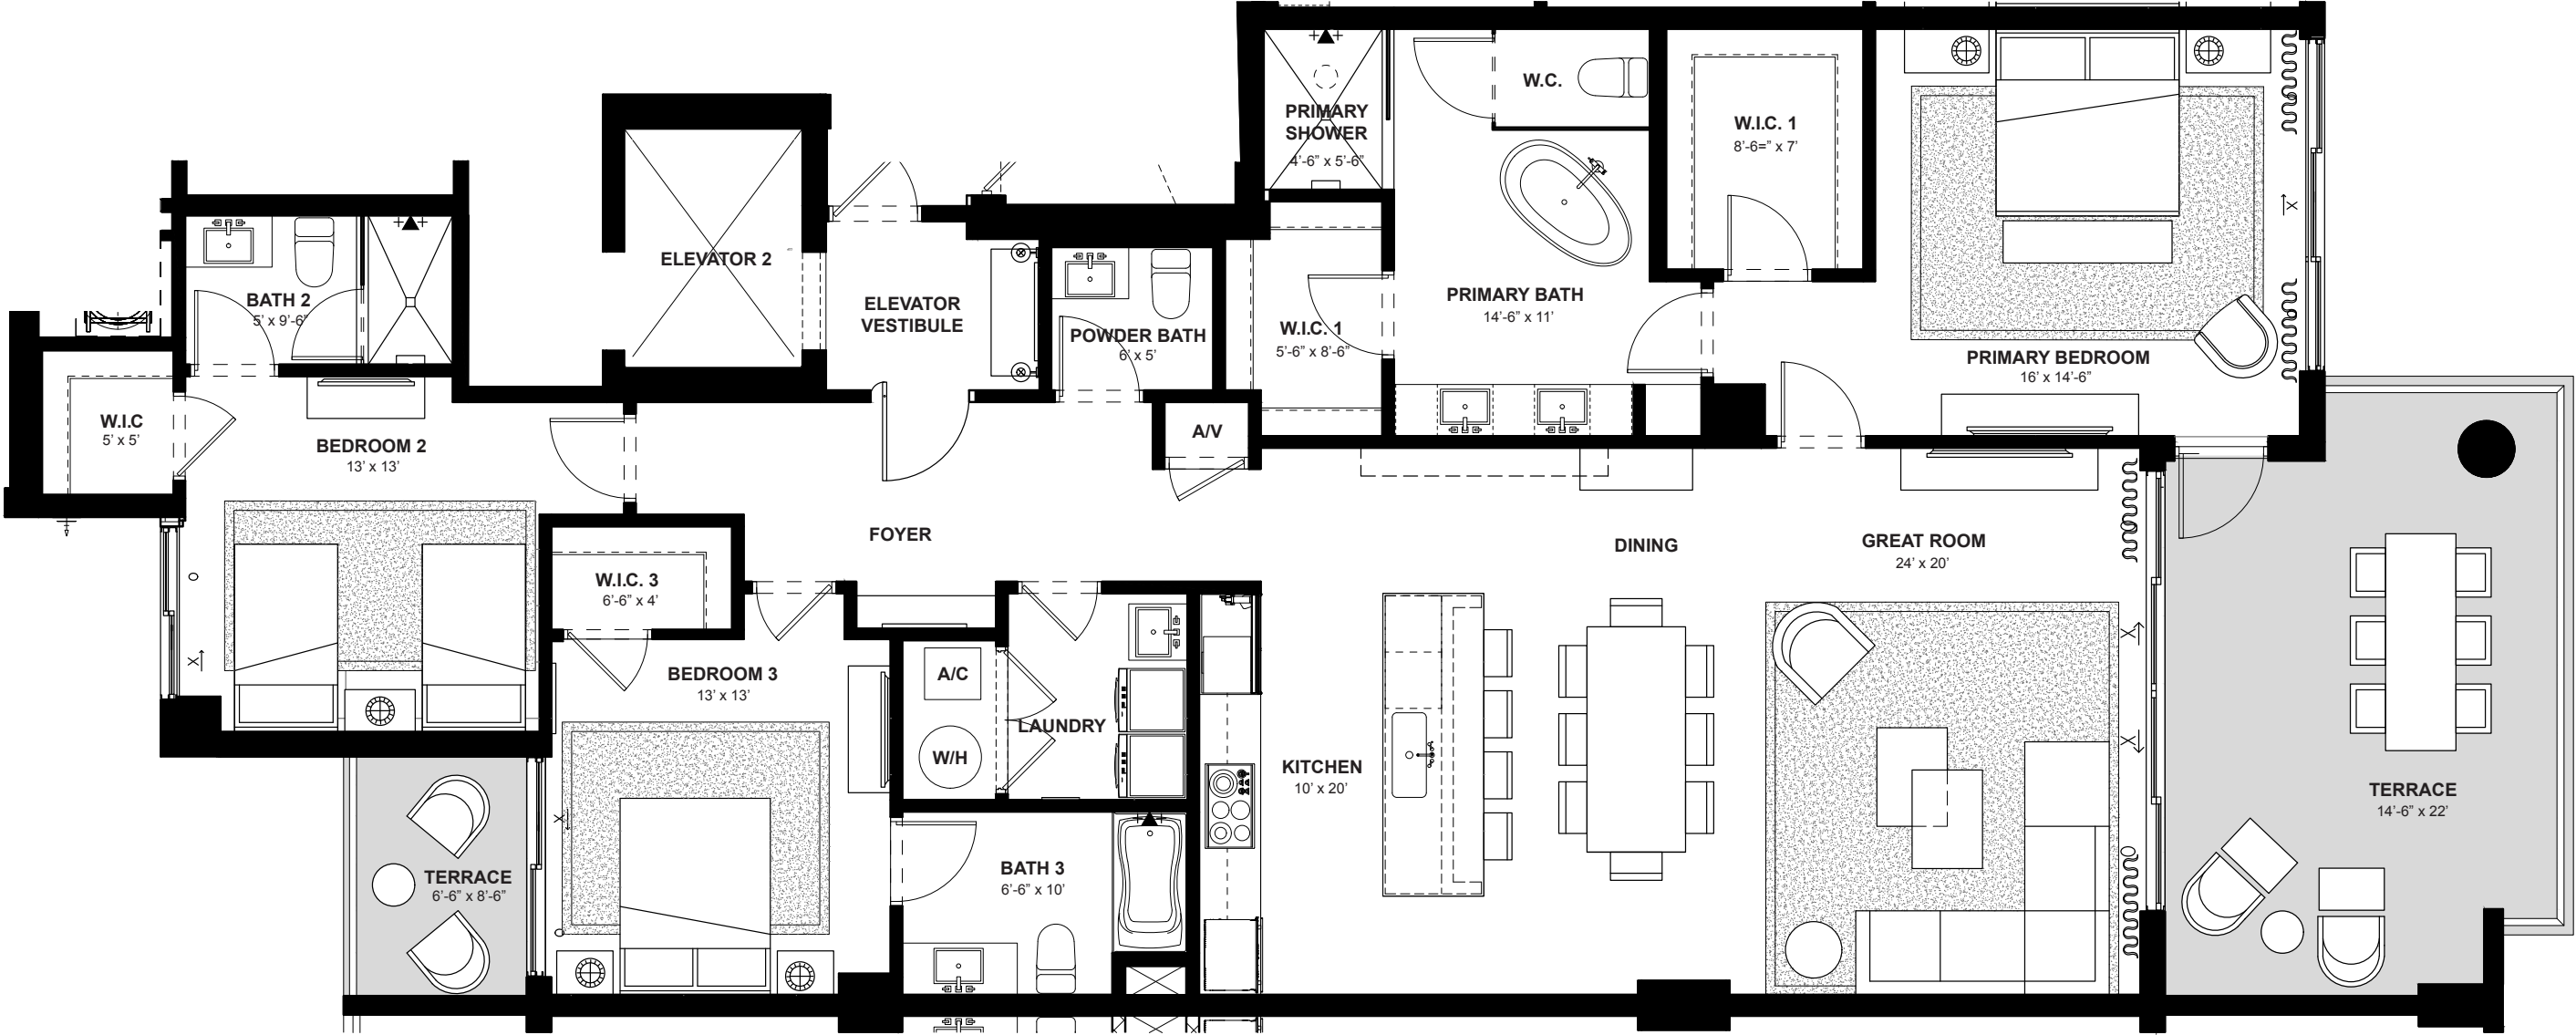 W.C.
PRIMARY
SHOWER
4'-6" x 5'-6"
W.I.C. 1
8'-6=" x 7'
ELEVATOR 2
BATH 2
5' x 9'-6"
ELEVATOR
VESTIBULE
POWDER BATH
6' x 5'
W.I.C. 1
5'-6" x 8'-6"
PRIMARY BATH
14'-6" x 11'
PRIMARY BEDROOM
16' x 14'-6"
W.I.C
5' x 5'
BEDROOM 2
13' x 13'
A/V
FOYER
DINING
GREAT ROOM
24' x 20'
W.I.C. 3
6'-6" x 4'
BEDROOM 3
13' x 13'
A/C
LAUNDRY
W/H
KITCHEN
10' x 20'
TERRACE
14'-6" x 22'
TERRACE
6'-6" x 8'-6"
BATH 3
6'-6" x 10'
X
O
X
X
X
X
O
O